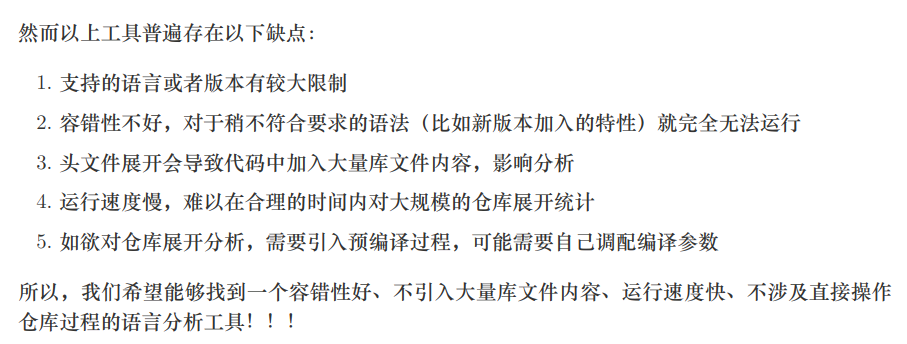 然而以上工具普遍存在以下缺点：
1. 支持的语言或者版本有较大限制
2. 容错性不好，对于稍不符合要求的语法（比如新版本加入的特性）就完全无法运行
3. 头文件展开会导致代码中加入大量库文件内容，影响分析
4. 运行速度慢，难以在合理的时间内对大规模的仓库展开统计
5. 如欲对仓库展开分析，需要引入预编译过程，可能需要自己调配编译参数
所以，我们希望能够找到一个容错性好、不引入大量库文件内容、运行速度快、不涉及直接操作
仓库过程的语言分析工具！！！